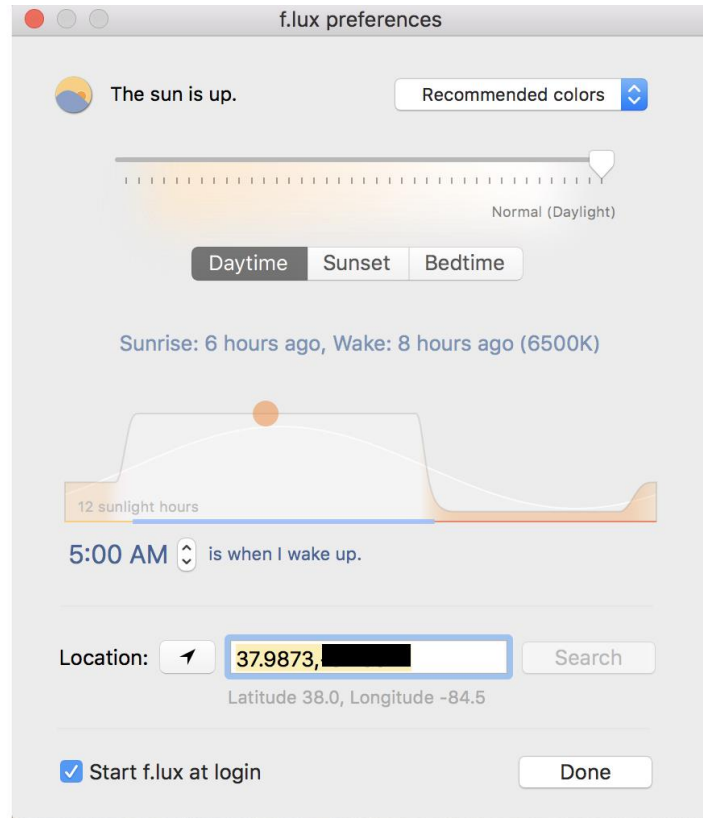 f.lux preferences
The sun is up.
Recommended colors
Normal (Daylight)
Daytime Sunset Bedtime
Sunrise: 6 hours ago, Wake: 8 hours ago (6500K)
12 sunlight hours
5:00 AM is when I wake up.
Location: 37.9873, Search
Latitude 38.0, Longitude -84.5
Start f.lux at login
Done